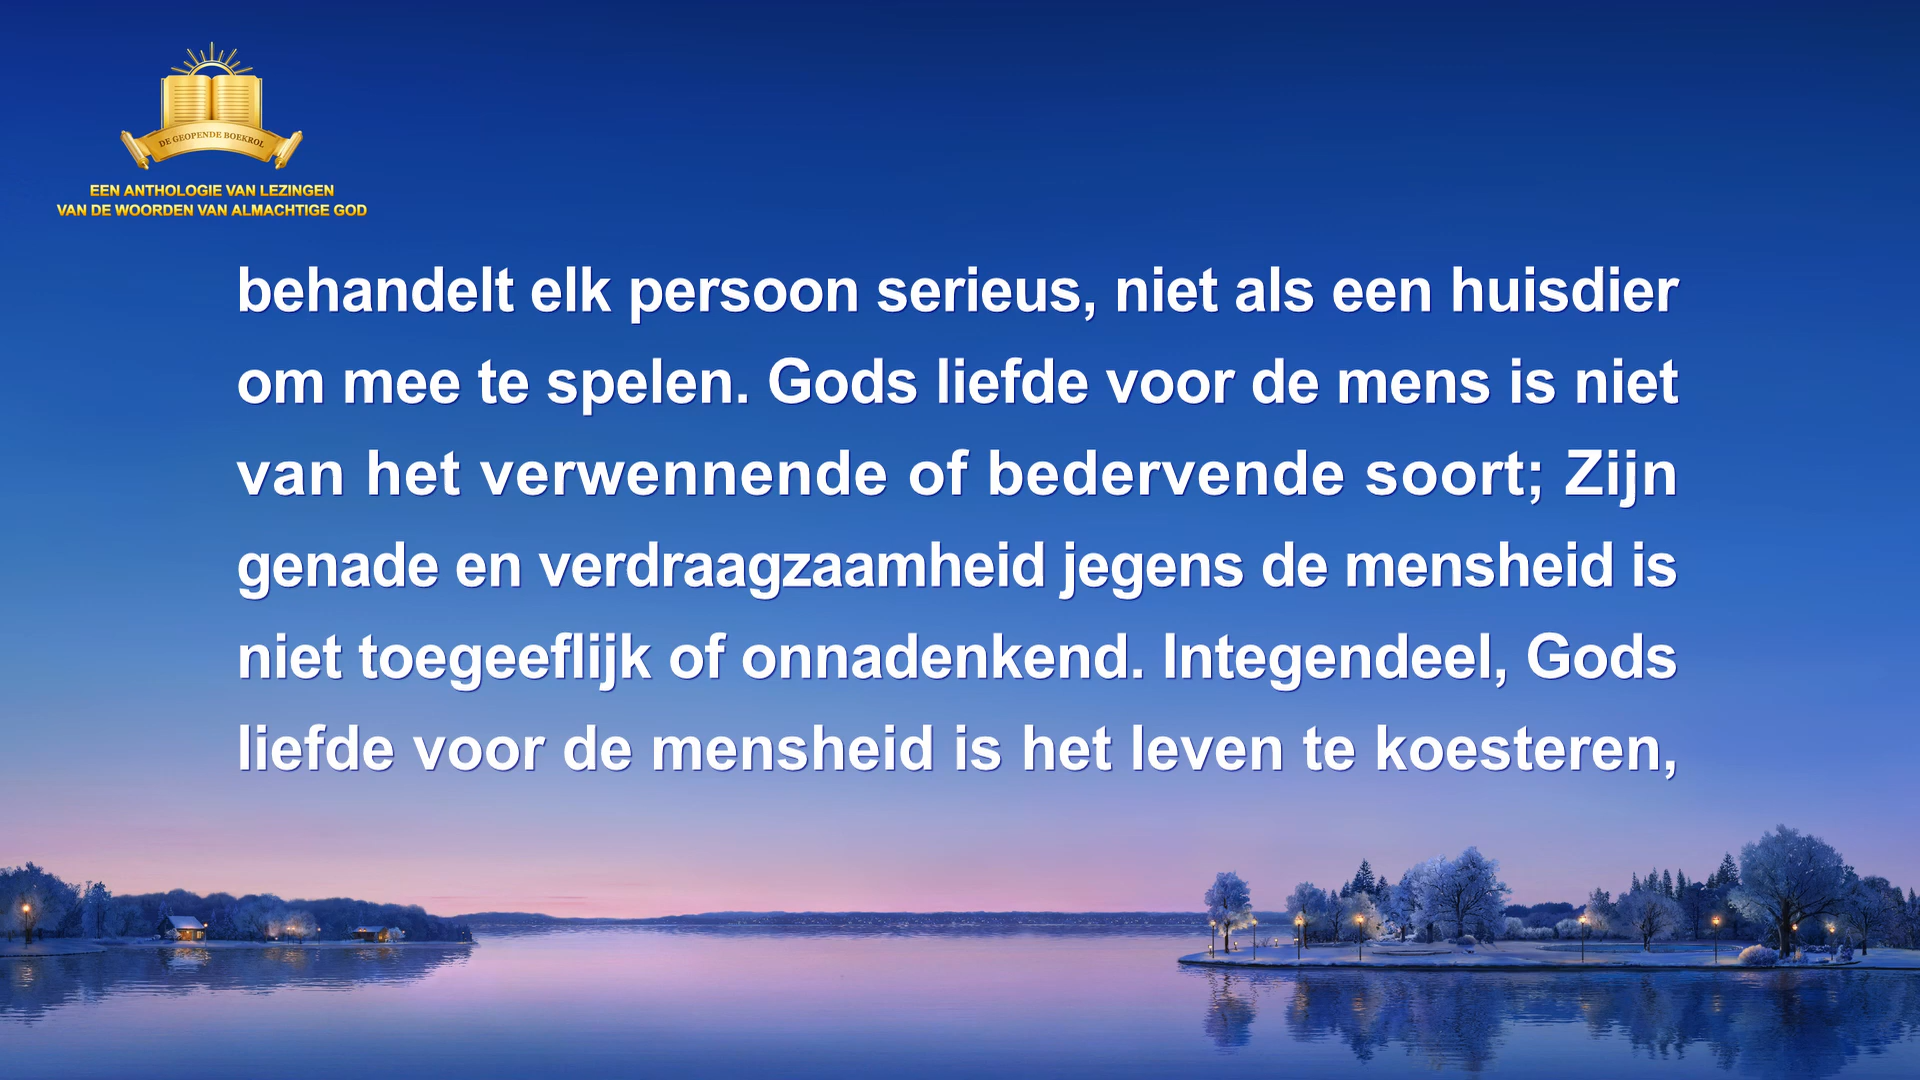 DE GEOPENDE BOEKROL
EEN ANTHOLOGIE VAN LEZINGEN
VAN DE WOORDEN VAN ALMACHTIGE GOD
behandelt elk persoon serieus, niet als een huisdier
om mee te spelen. Gods liefde voor de mens is niet
van het verwennende of bedervende soort; Zijn
genade en verdraagzaamheid jegens de mensheid is
niet toegeeflijk of onnadenkend. Integendeel, Gods
liefde voor de mensheid is het leven te koesteren,